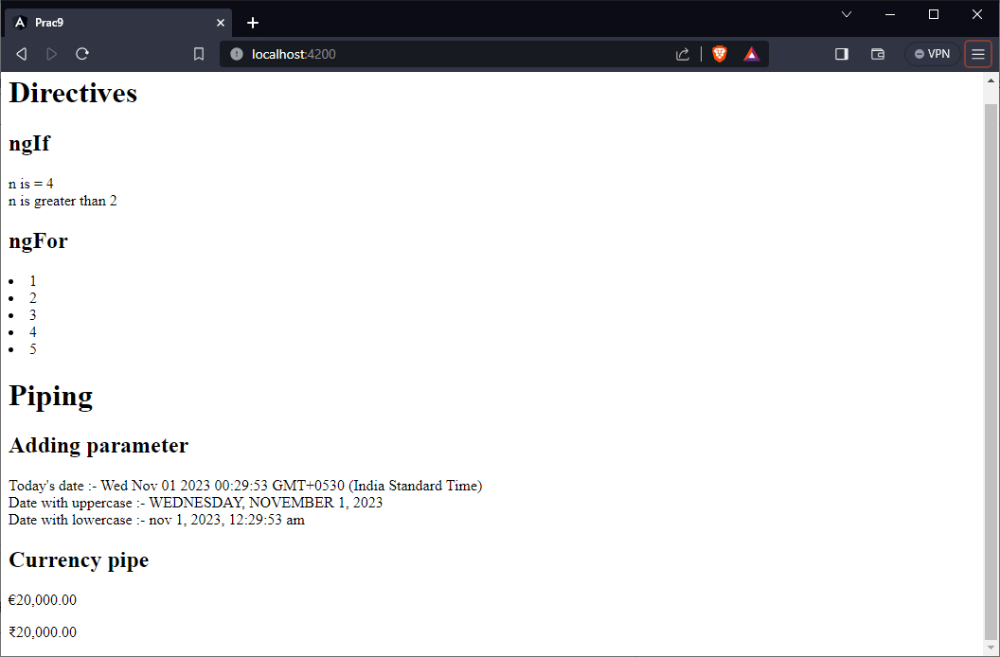 Prac9
localhost:4200
VPN
Directives
ngIf
n is = 4
n is greater than 2
ngFor
1
2
3
4
5
Piping
Adding parameter
Today's date :- Wed Nov 01 2023 00:29:53 GMT+0530 (India Standard Time)
Date with uppercase :- WEDNESDAY, NOVEMBER 1, 2023
Date with lowercase :- nov 1, 2023, 12:29:53 am
Currency pipe
€20,000.00
₹20,000.00